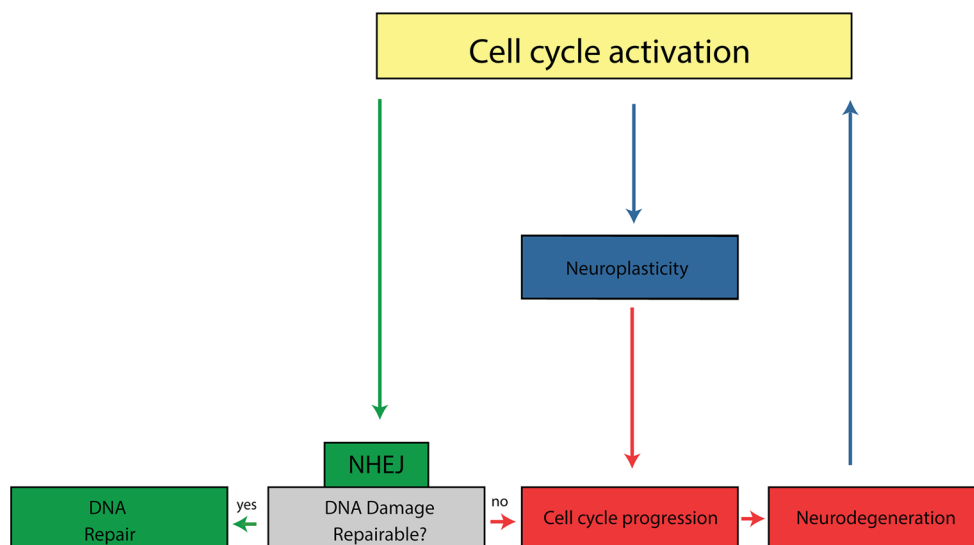 Cell cycle activation
Neuroplasticity
NHEJ
DNA
Repair
yes
DNA Damage
Repairable?
no
Cell cycle progression
Neurodegeneration